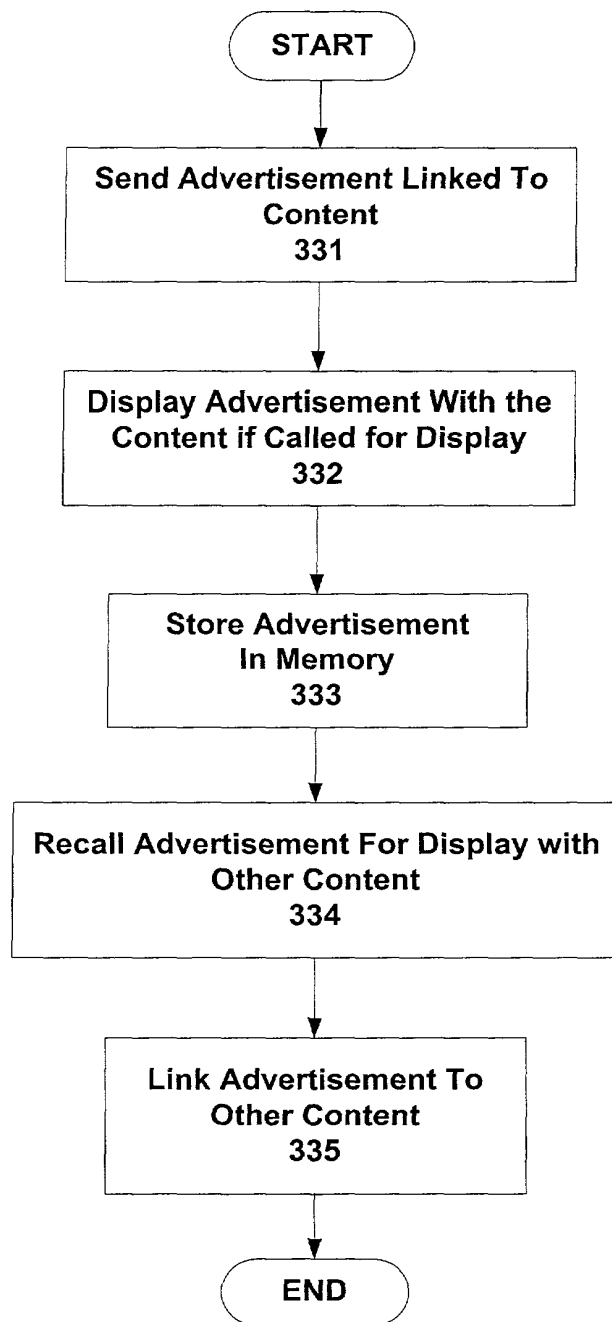 START
Send Advertisement Linked To
Content
331
Display Advertisement With the
Content if Called for Display
332
Store Advertisement
In Memory
333
Recall Advertisement For Display with
Other Content
334
Link Advertisement To
Other Content
335
END